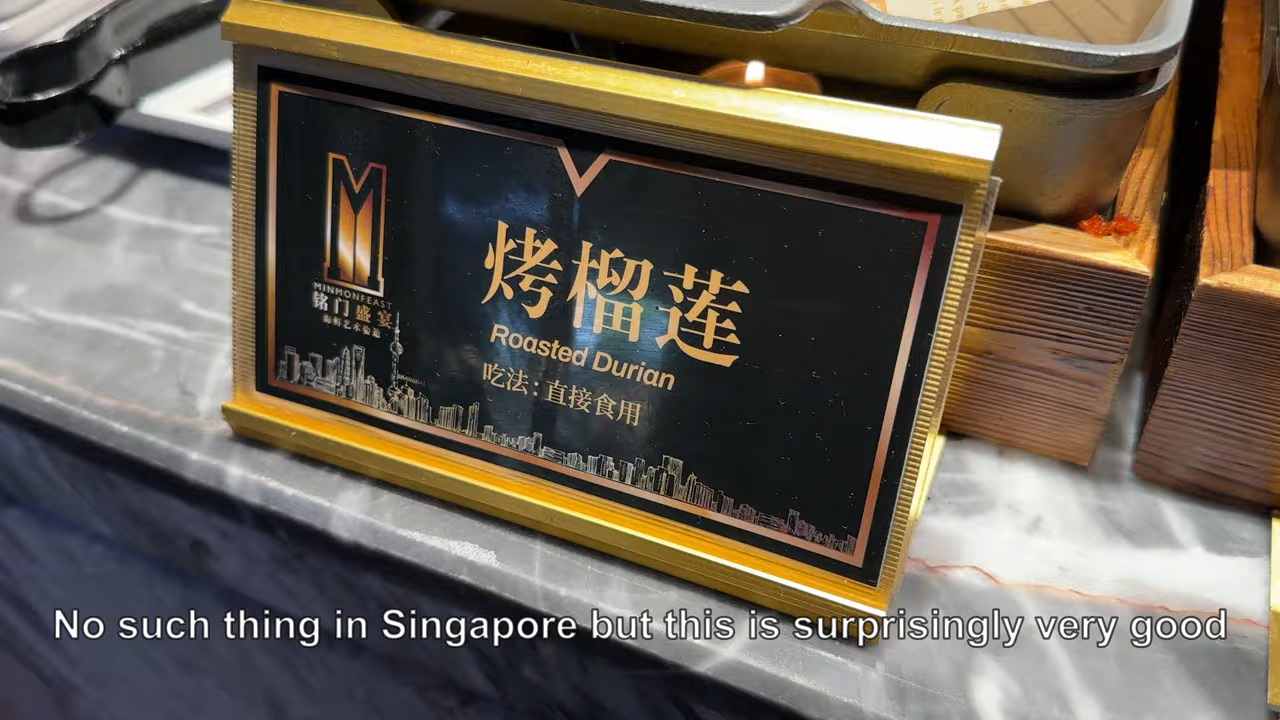 MINMONFEAST
铭门盛宴
烤榴莲
Roasted Durian
吃法：直接食用
No such thing in Singapore but this is surprisingly very good